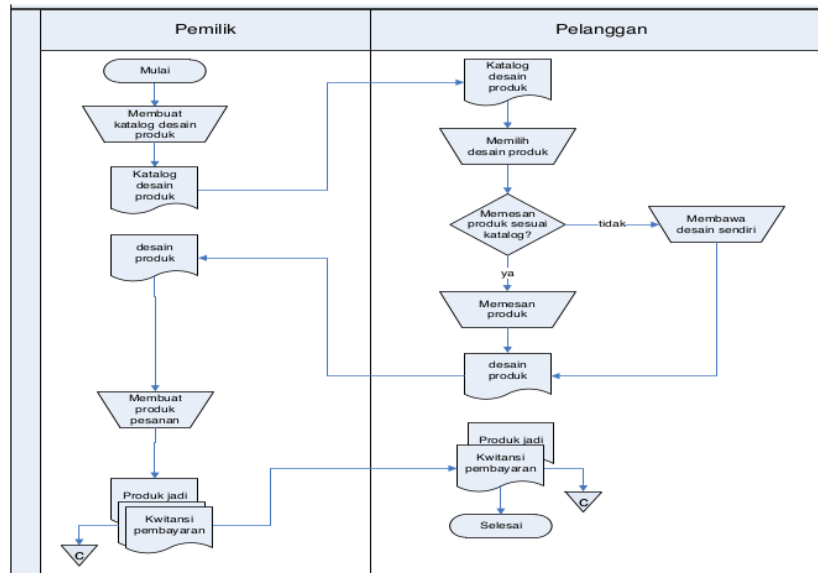 Pemilik
Pelanggan
Mulai
Membuat
katalog desain
produk
Katalog
desain
produk
desain
produk
Membuat
produk
pesanan
Produk jadi
Kwitansi
pembayaran
C
Katalog
desain
produk
Memilih
desain produk
Memesan
produk sesuai
katalog?
tidak
Membawa
desain sendiri
ya
Memesan
produk
desain
produk
Produk jadi
Kwitansi
pembayaran
C
Selesai